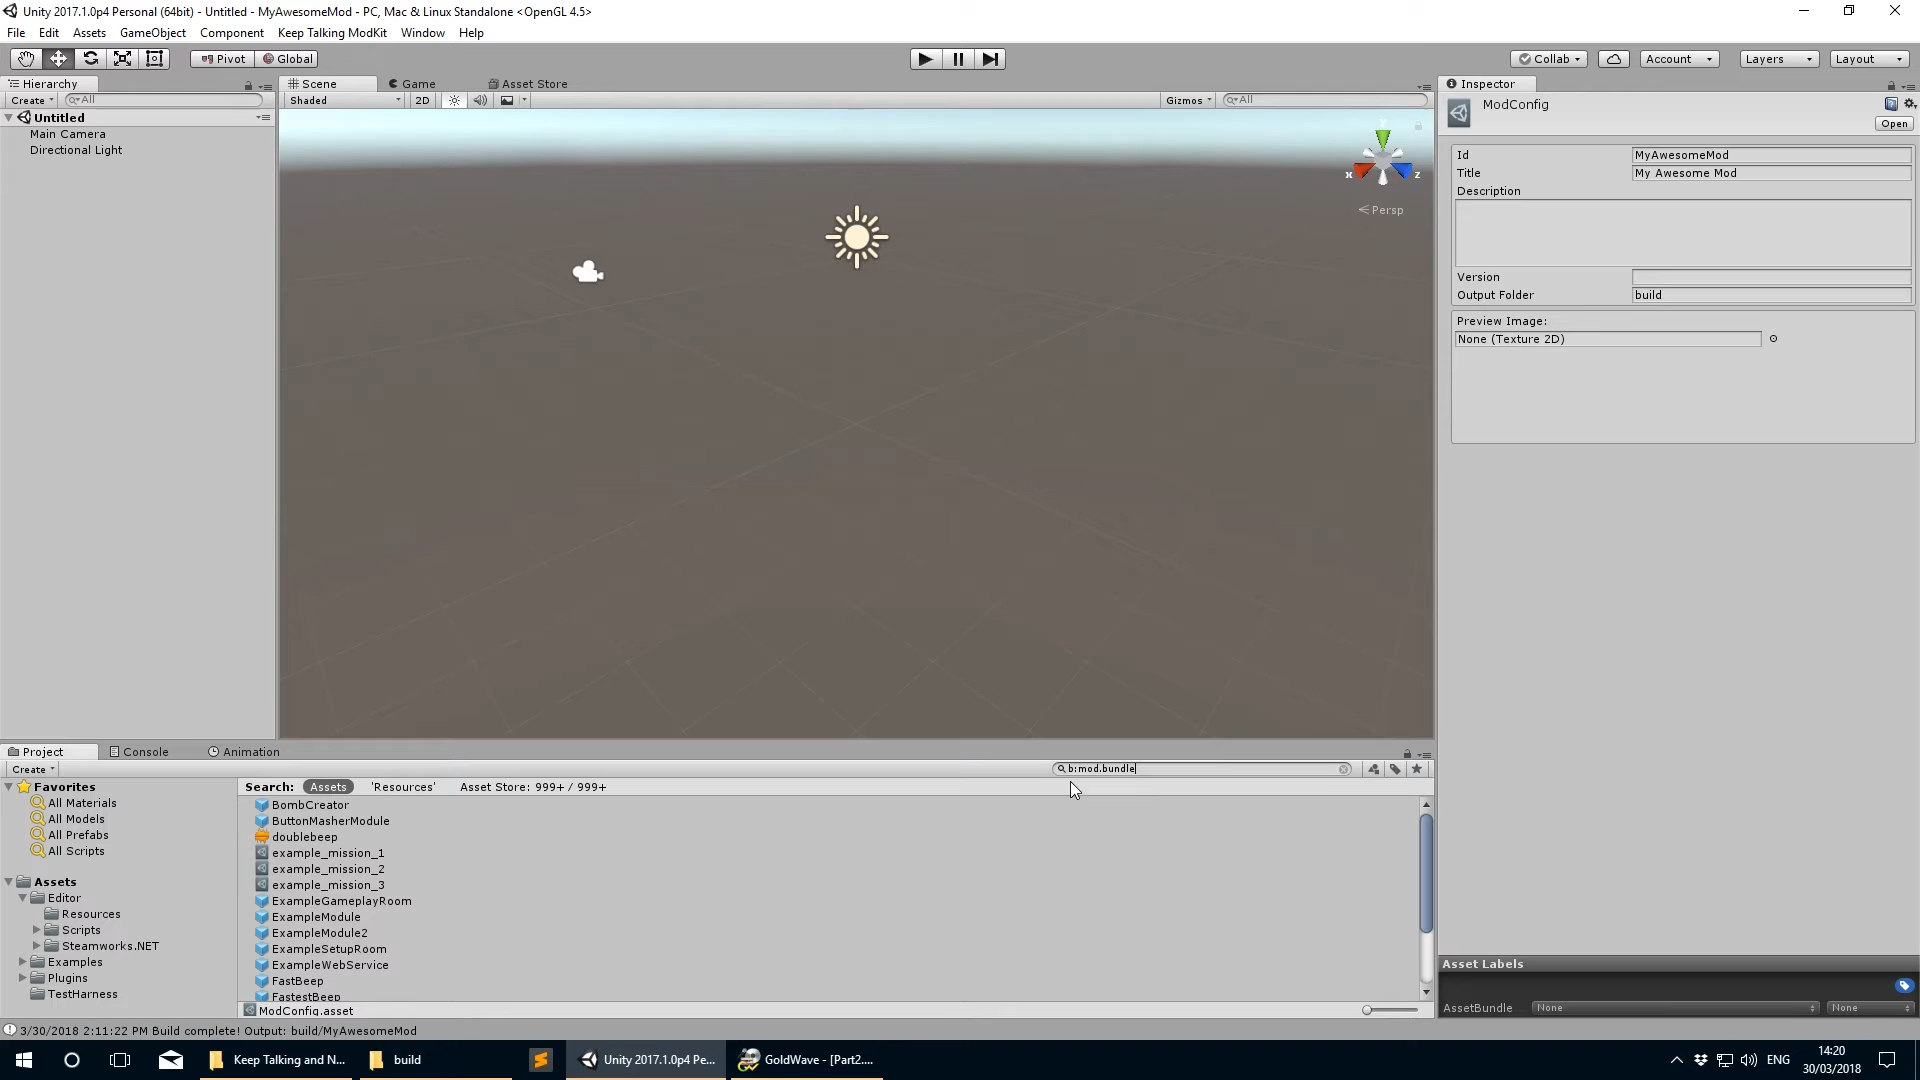 Unity 2017.1.0p4 Personal (64bit) - Untitled - MyAwesomeMod - PC, Mac & Linux Standalone <OpenGL 4.5>
File Edit Assets GameObject Component Keep Talking ModKit Window Help
Pivot Global Collab Account Layers Layout
Hierarchy Scene Game Asset Store Inspector
Create All Shaded 2D Gizmos All
ModConfig
Open
Untitled
Main Camera
Directional Light
y
x
z
Persp
Id MyAwesomeMod
Title My Awesome Mod
Description
Version
Output Folder build
Preview Image:
None (Texture 2D)
Project Console Animation
Create b:mod.bundle
Favorites
All Materials
All Models
All Prefabs
All Scripts
Assets
Editor
Resources
Scripts
Steamworks.NET
Examples
Plugins
TestHarness
Search: Assets 'Resources' Asset Store: 999+ / 999+
BombCreator
ButtonMasherModule
doublebeep
example_mission_1
example_mission_2
example_mission_3
ExampleGameplayRoom
ExampleModule
ExampleModule2
ExampleSetupRoom
ExampleWebService
FastBeep
FastestBeep
ModConfig.asset
Asset Labels
AssetBundle None None
3/30/2018 2:11:22 PM Build complete! Output: build/MyAwesomeMod
Keep Talking and N... build Unity 2017.1.0p4 Pe... GoldWave - [Part2.... ENG 14:20
30/03/2018